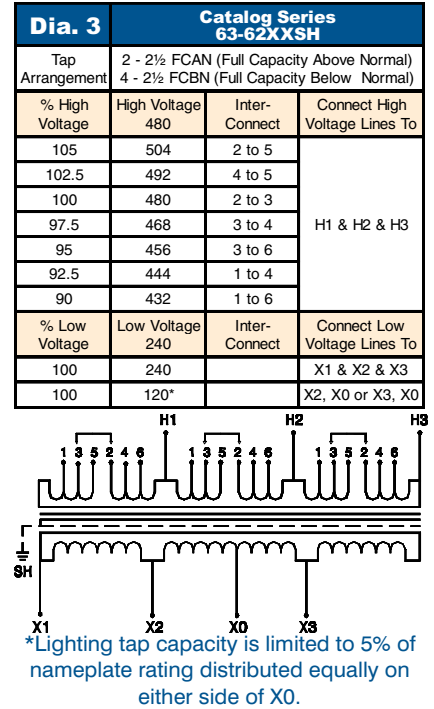 Dia. 3
Catalog Series
63-62XXSH
Tap
Arrangement
2 - 2½ FCAN (Full Capacity Above Normal)
4 - 2½ FCBN (Full Capacity Below Normal)
% High
Voltage
High Voltage
480
Inter-
Connect
Connect High
Voltage Lines To
105 504 2 to 5
102.5 492 4 to 5
100 480 2 to 3
97.5 468 3 to 4
H1 & H2 & H3
95 456 3 to 6
92.5 444 1 to 4
90 432 1 to 6
% Low
Voltage
Low Voltage
240
Inter-
Connect
Connect Low
Voltage Lines To
100 240 X1 & X2 & X3
100 120* X2, X0 or X3, X0
H1 H2 H3
1 3 5 2 4 6 1 3 5 2 4 6 1 3 5 2 4 6
SH
X1 X2 X0 X3
*Lighting tap capacity is limited to 5% of
nameplate rating distributed equally on
either side of X0.